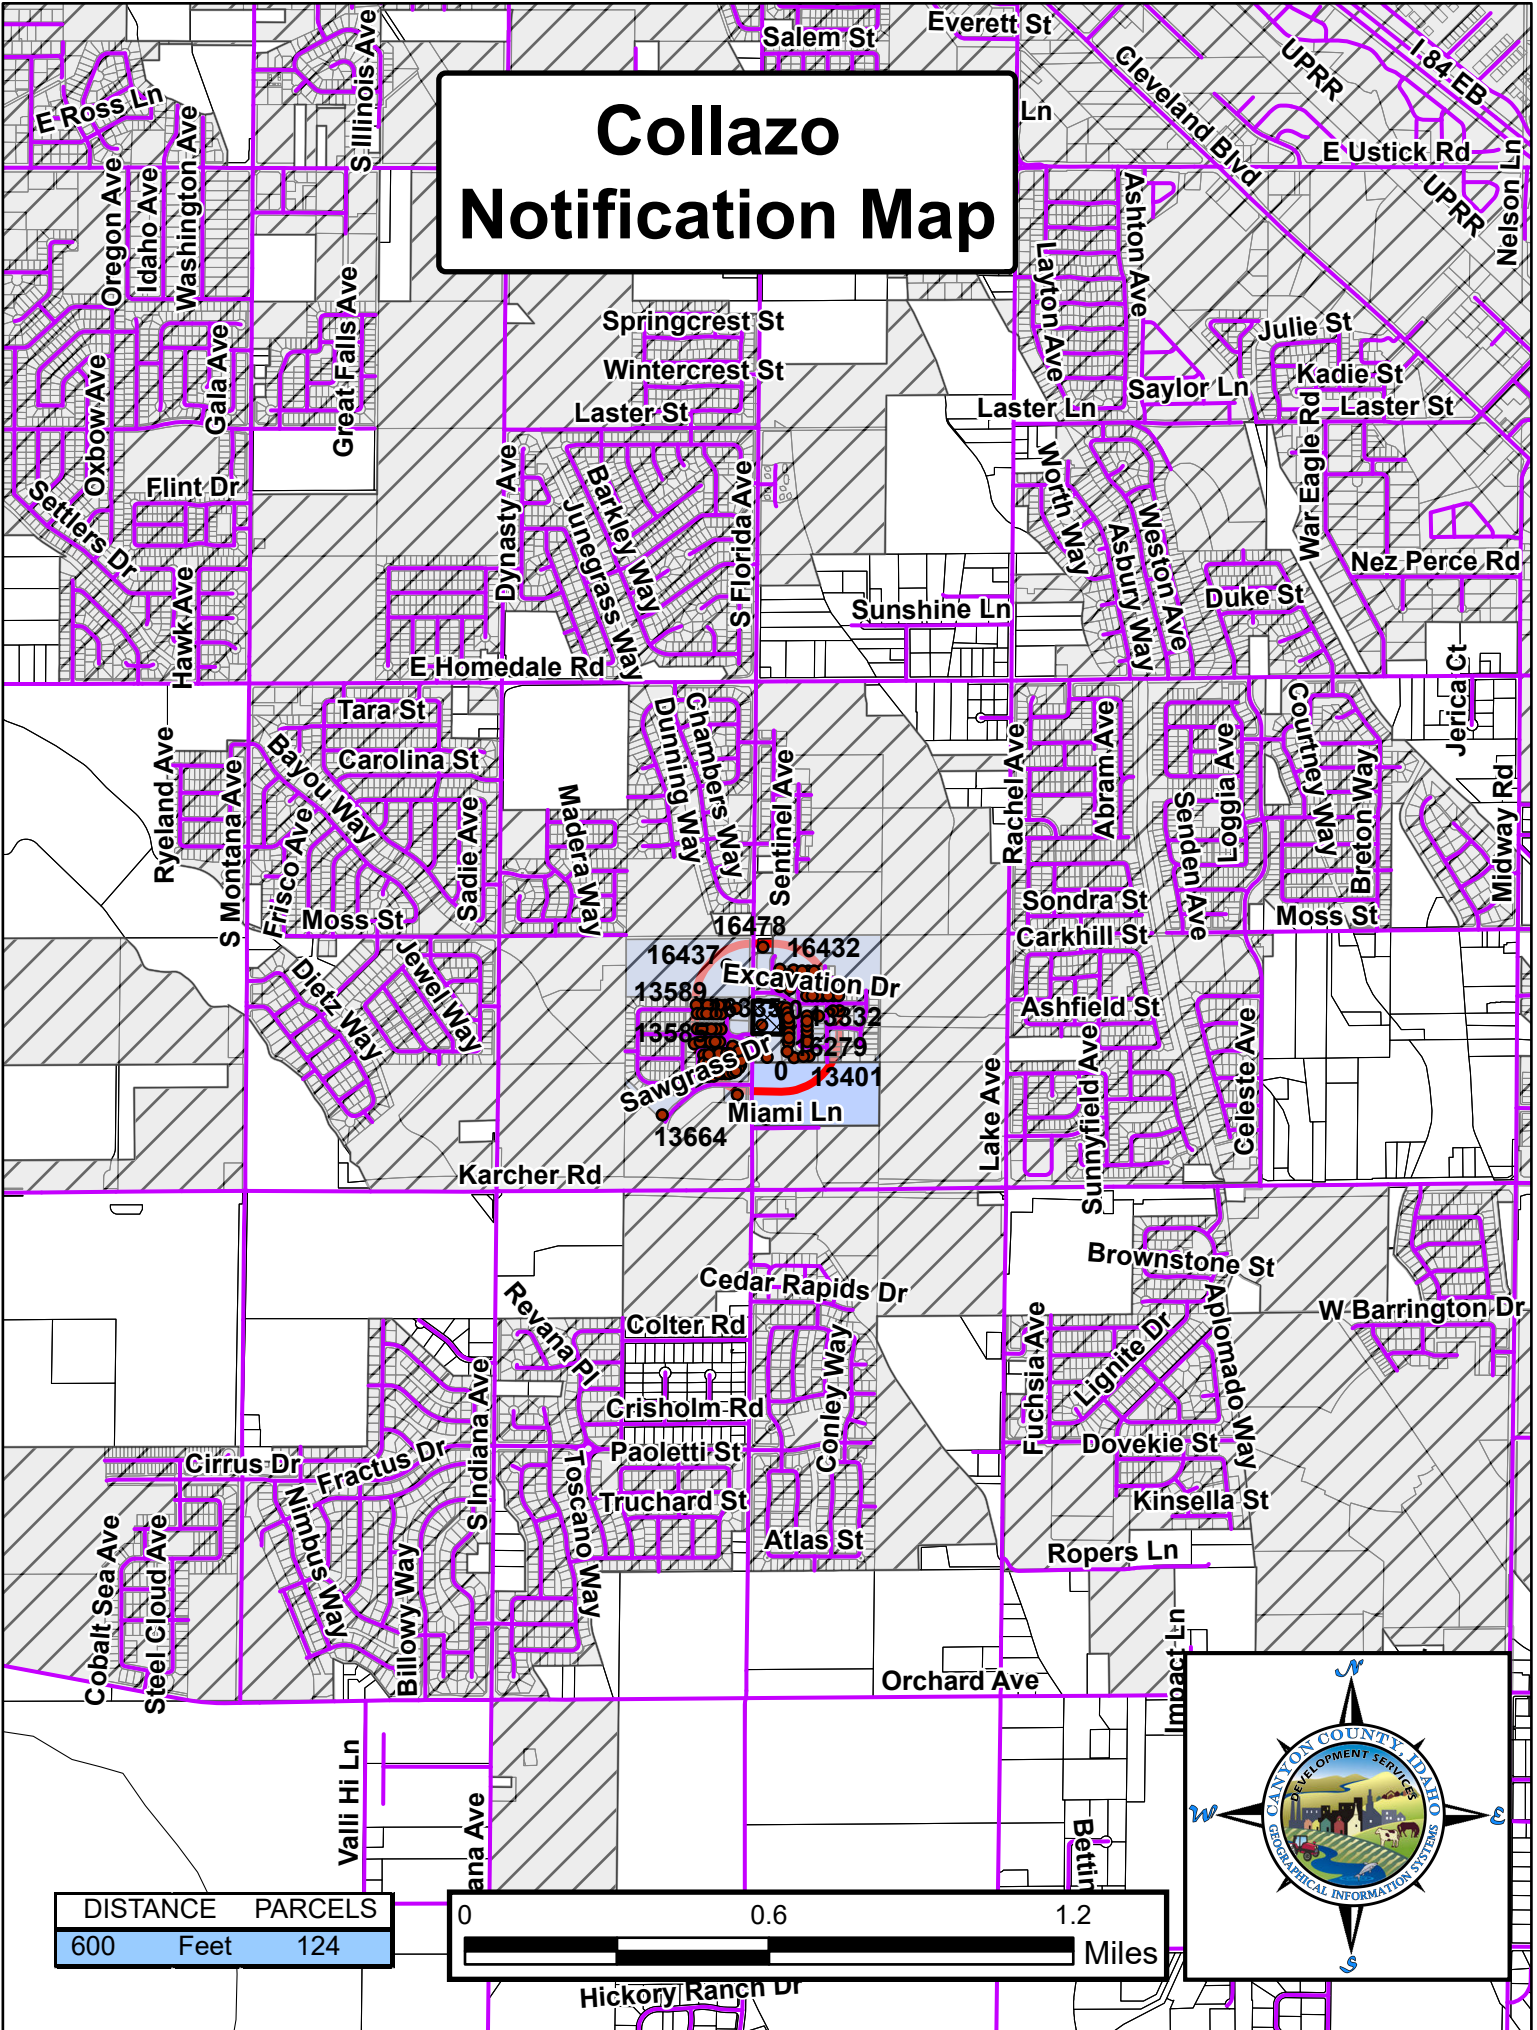 Salem St
Everett St
UPRR
I 84 EB
Cleveland Blvd
S Illinois Ave
E Ross Ln
Collazo
Notification Map
Ln
E Ustick Rd
Nelson Ln
UPRR
Oregon Ave
Idaho Ave
Washington Ave
Ashton Ave
Layton Ave
Great Falls Ave
Gala Ave
Oxbow Ave
Springcrest St
Wintercrest St
Laster St
Julie St
Kadie St
Saylor Ln
Laster Ln
Laster St
War Eagle Rd
Flint Dr
Settlers Dr
Hawk Ave
Dynasty Ave
Barkley Way
Junegrass Way
S Florida Ave
Worth Way
Weston Ave
Asbury Way
Nez Perce Rd
Duke St
Sunshine Ln
E Homedale Rd
Jerica Ct
Tara St
Carolina St
Bayou Way
Ryeland Ave
S Montana Ave
Frisco Ave
Sadie Ave
Moss St
Madera Way
Dunning Way
Chambers Way
Sentinel Ave
Rachel Ave
Abram Ave
Senden Ave
Loggia Ave
Courtney Way
Breton Way
Midway Rd
Sondra St
Moss St
Carkhill St
16478
16437
16432
Excavation Dr
13589
13832
16279
0
13401
Sawgrass Dr
Miami Ln
13664
Dietz Way
Jewel Way
Ashfield St
Lake Ave
Sunnyfield Ave
Celeste Ave
Karcher Rd
Brownstone St
Cedar Rapids Dr
W Barrington Dr
Revana Pl
Colter Rd
Conley Way
Crisholm Rd
Paoletti St
Truchard St
Atlas St
Toscano Way
S Indiana Ave
Fuchsia Ave
Lignite Dr
Aplomado Way
Dovekie St
Kinsella St
Ropers Ln
Cirrus Dr
Fractus Dr
Nimbus Way
Billowy Way
Cobalt Sea Ave
Steel Cloud Ave
Orchard Ave
Impact Ln
Valli Hi Ln
ana Ave
Bettin
N
W
E
S
CANYON COUNTY, IDAHO
DEVELOPMENT SERVICES
GEOGRAPHICAL INFORMATION SYSTEMS
DISTANCE PARCELS
600 Feet 124
0 0.6 1.2
Miles
Hickory Ranch Dr